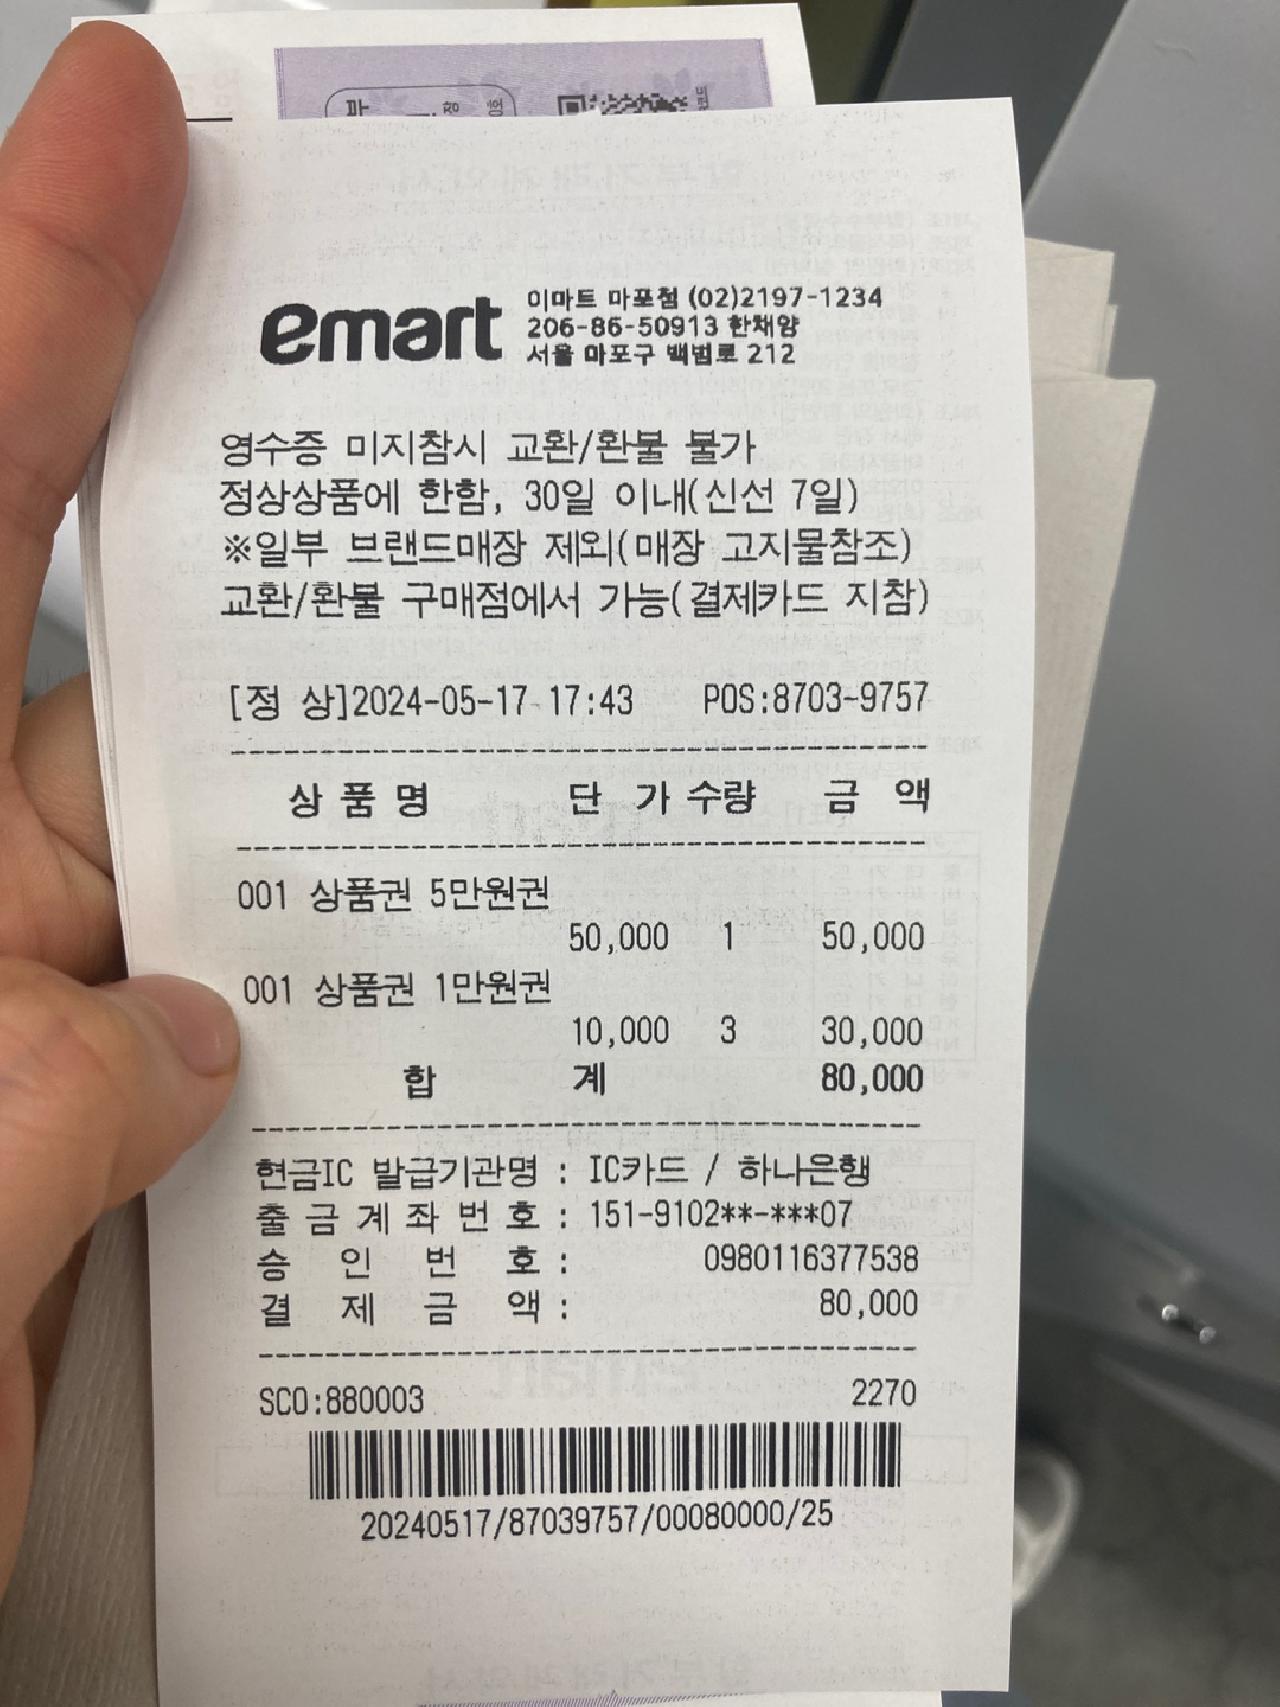 emart
이마트 마포점 (02)2197-1234
206-86-50913 한채양
서울 마포구 백범로 212
영수증 미지참시 교환/환불 불가
정상상품에 한함, 30일 이내(신선 7일)
※일부 브랜드매장 제외(매장 고지물참조)
교환/환불 구매점에서 가능(결제카드 지참)
[정 상]2024-05-17 17:43 POS:8703-9757
상 품 명 단 가 수량 금 액
001 상품권 5만원권
50,000 1 50,000
001 상품권 1만원권
10,000 3 30,000
합 계 80,000
현금IC 발급기관명 : IC카드 / 하나은행
출 금 계 좌 번 호 : 151-9102**-***07
승 인 번 호 : 0980116377538
결 제 금 액 : 80,000
SCO:880003 2270
20240517/87039757/00080000/25